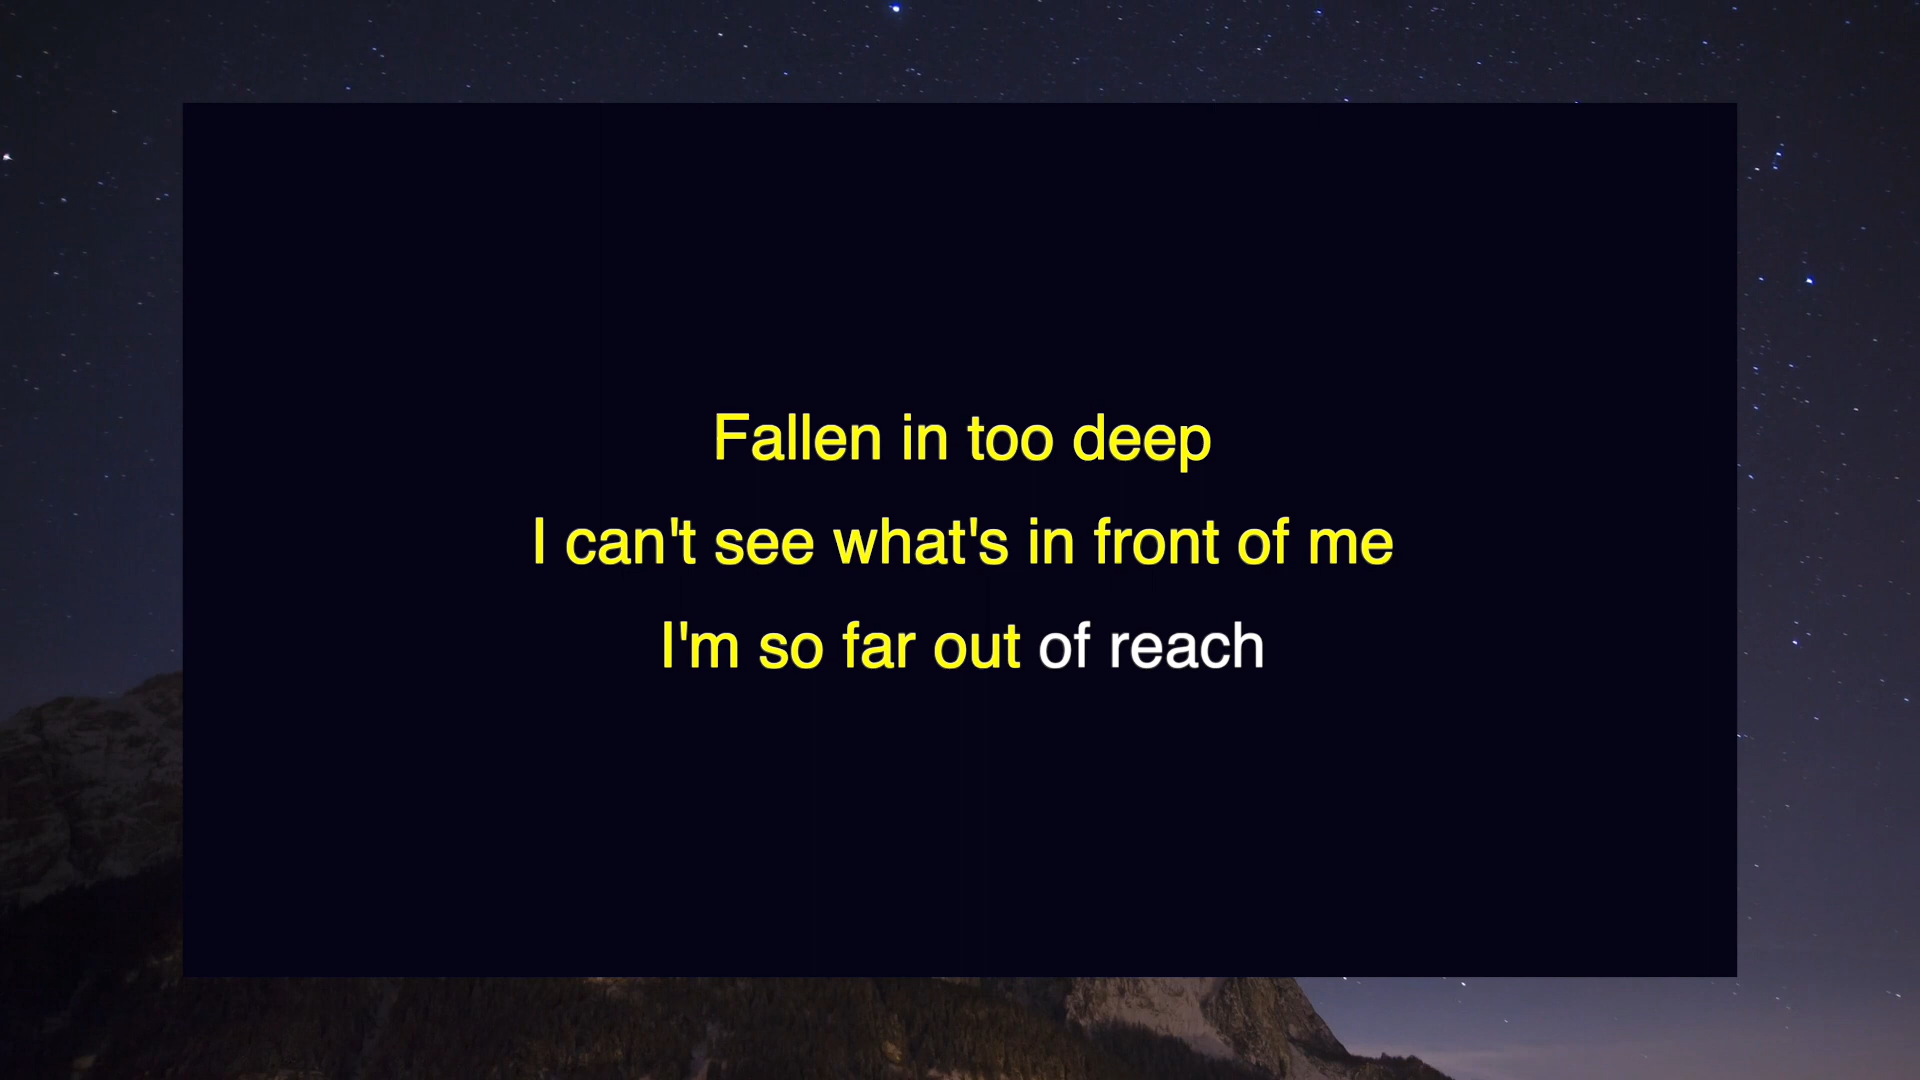 Fallen in too deep
I can't see what's in front of me
I'm so far out of reach